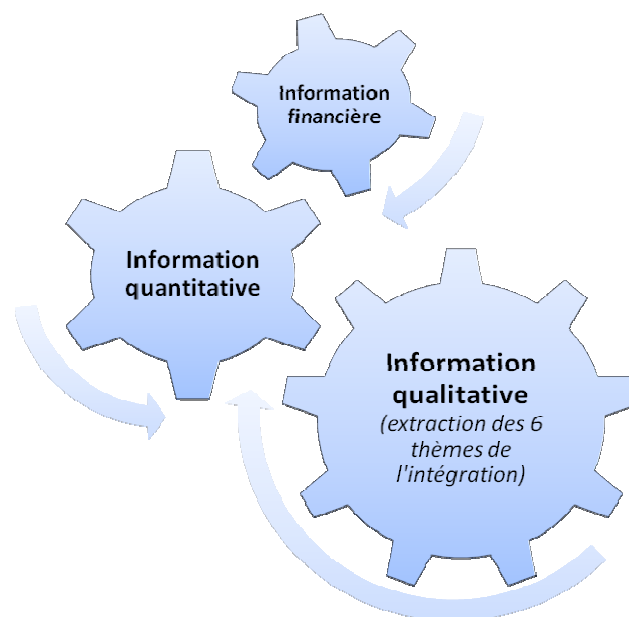 Information
financière
Information
quantitative
Information
qualitative
(extraction des 6
thèmes de
l'intégration)